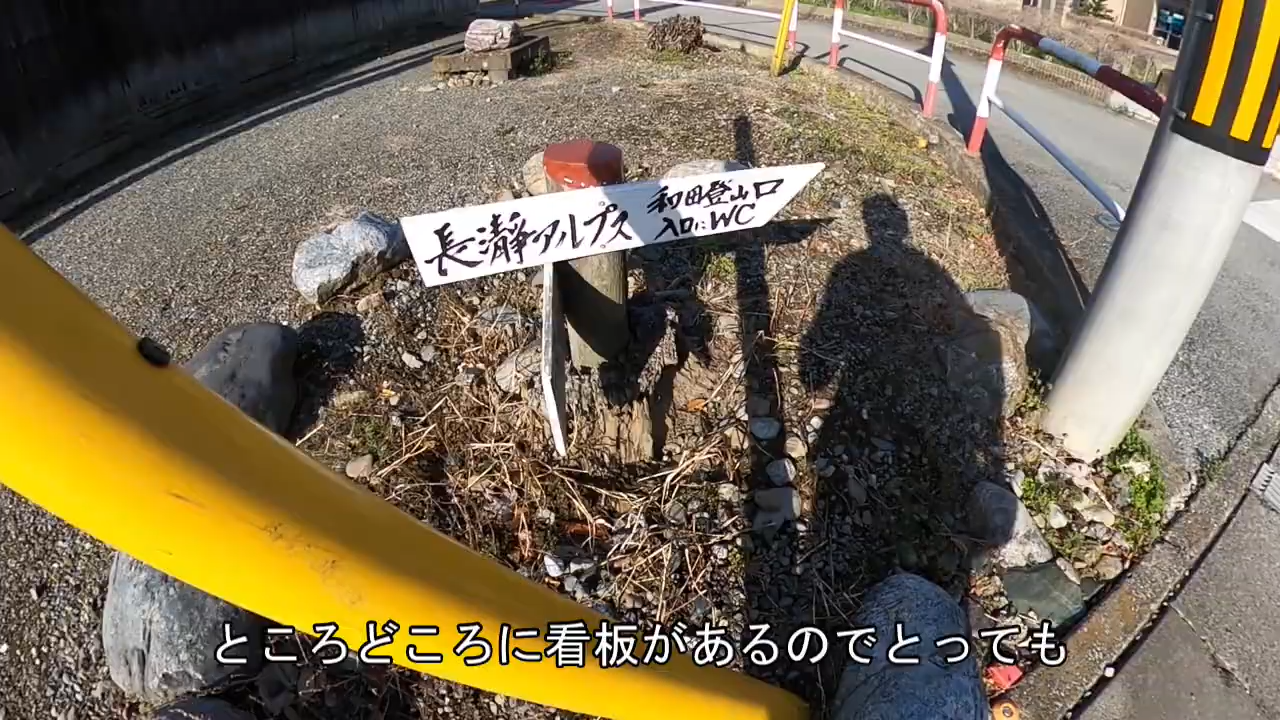 長瀞アルプス
和田登山口
入口にWC
ところどころに看板があるのでとっても